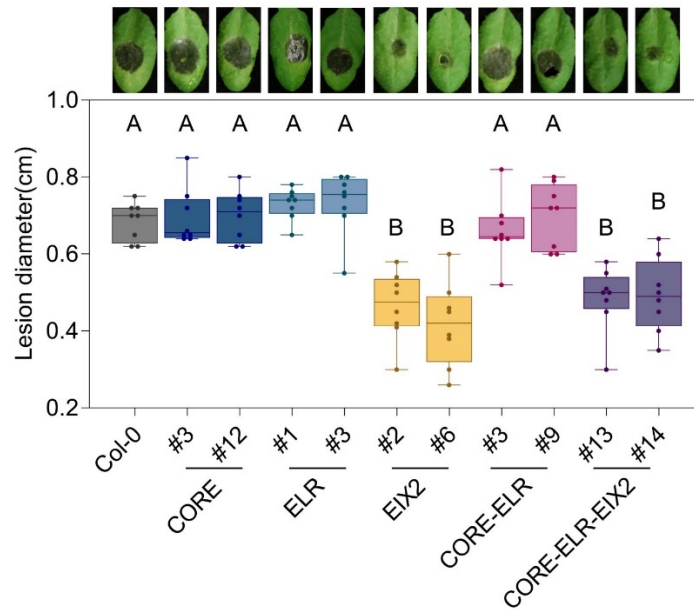 1.0
A A A A A A A
B B B B
0.8
0.6
0.4
0.2
Lesion diameter(cm)
Col-0 #3 #12 #1 #3 #2 #6 #3 #9 #13 #14
CORE ELR EIX2 CORE-ELR CORE-ELR-EIX2